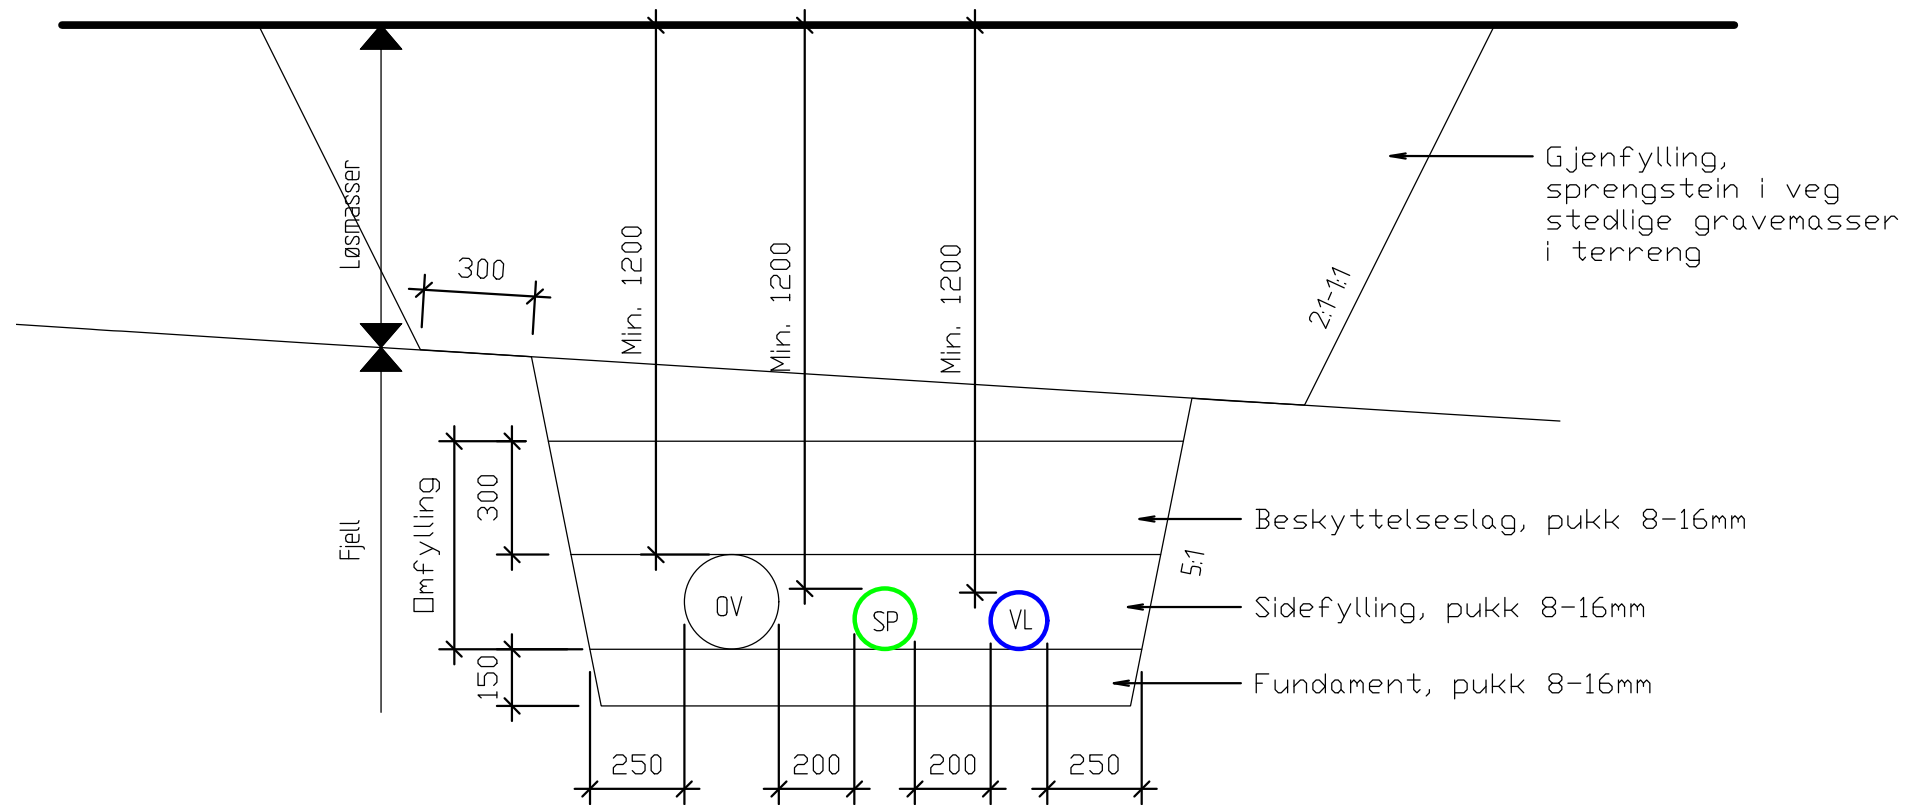 Løsmasser
300
Min. 1200
Min. 1200
Min. 1200
2:1-1:1
Gjenfylling,
sprengstein i veg
stedlige gravemasser
i terreng
Fjell
Omfylling
300
150
OV
SP
VL
5:1
Beskyttelseslag, pukk 8-16mm
Sidefylling, pukk 8-16mm
Fundament, pukk 8-16mm
250
200
200
250